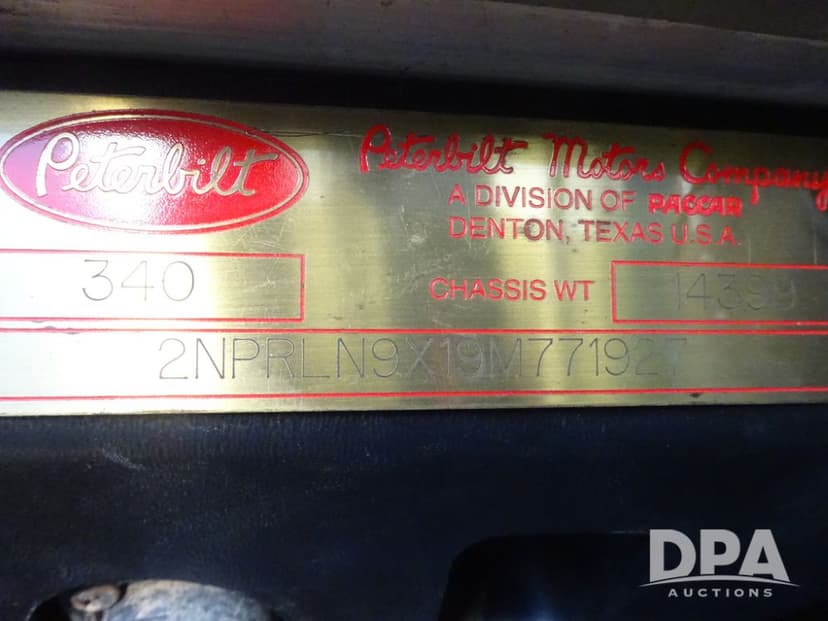 Peterbilt
Peterbilt Motors Company
A DIVISION OF PACCAR
DENTON, TEXAS U.S.A.
340
CHASSIS WT
2NPRLN9X19M771927
DPA
AUCTIONS